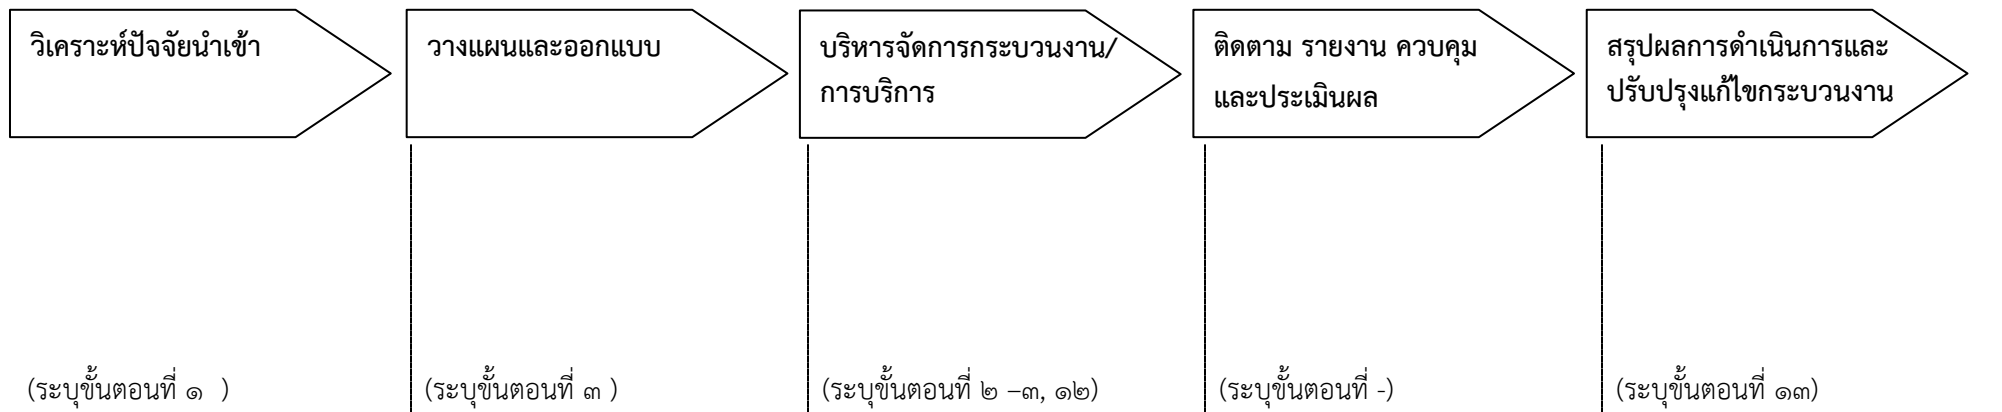 วิเคราะห์ปัจจัยนำเข้า
วางแผนและออกแบบ
บริหารจัดการกระบวนงาน/
การบริการ
ติดตาม รายงาน ควบคุม
และประเมินผล
สรุปผลการดำเนินการและ
ปรับปรุงแก้ไขกระบวนงาน
(ระบุขั้นตอนที่ ๑ )
(ระบุขั้นตอนที่ ๓ )
(ระบุขั้นตอนที่ ๒ –๓, ๑๒)
(ระบุขั้นตอนที่ -)
(ระบุขั้นตอนที่ ๑๓)